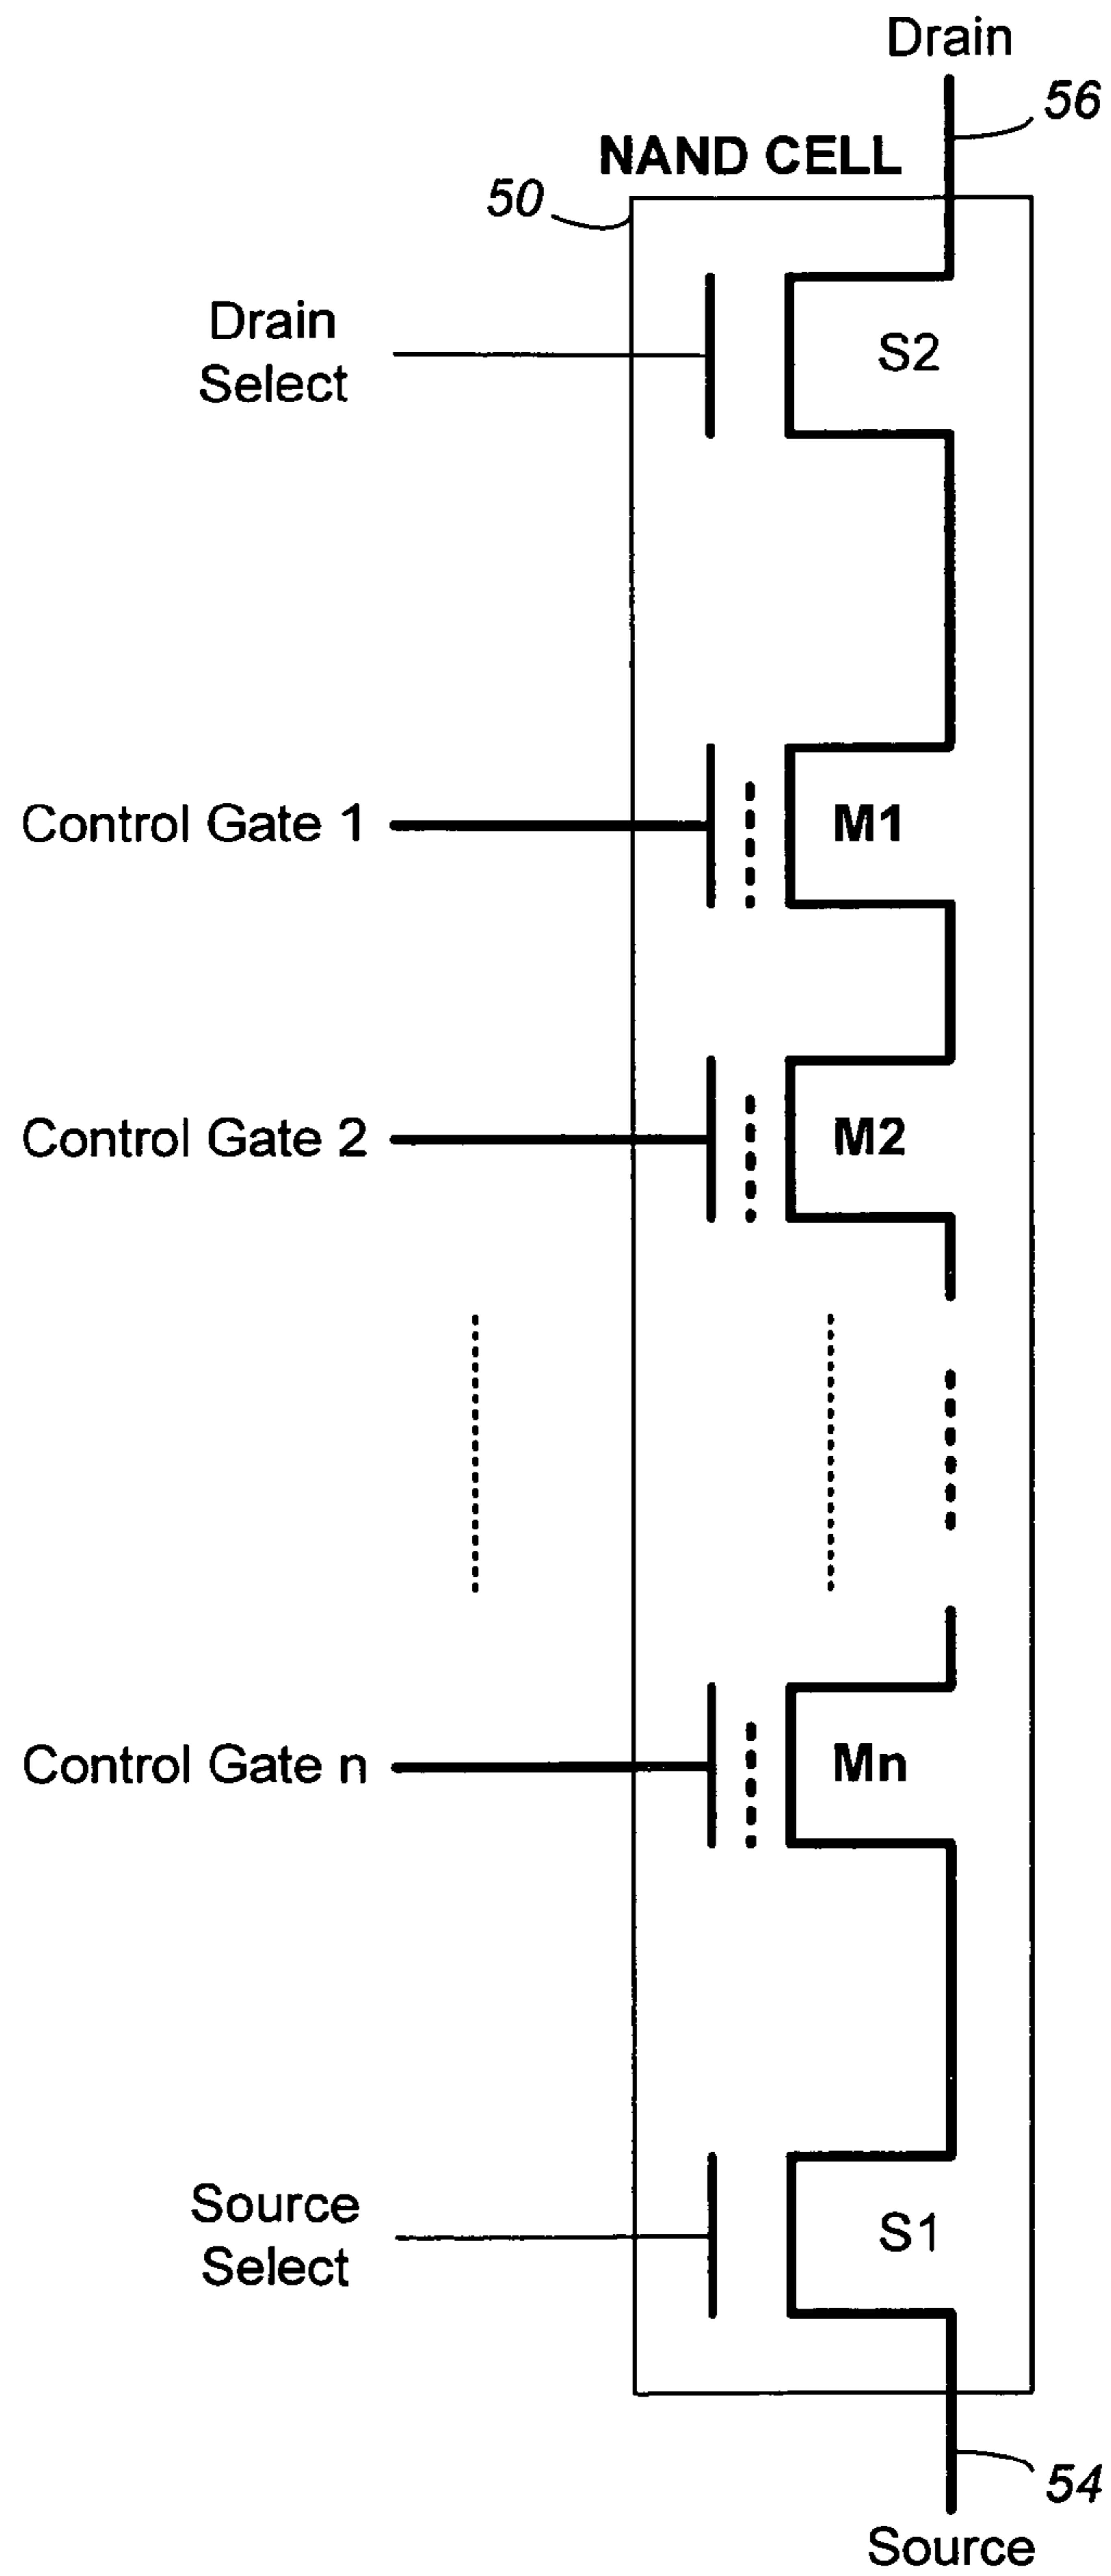 Drain
56
NAND CELL
50
Drain
Select
S2
Control Gate 1
M1
Control Gate 2
M2
Control Gate n
Mn
Source
Select
S1
54
Source